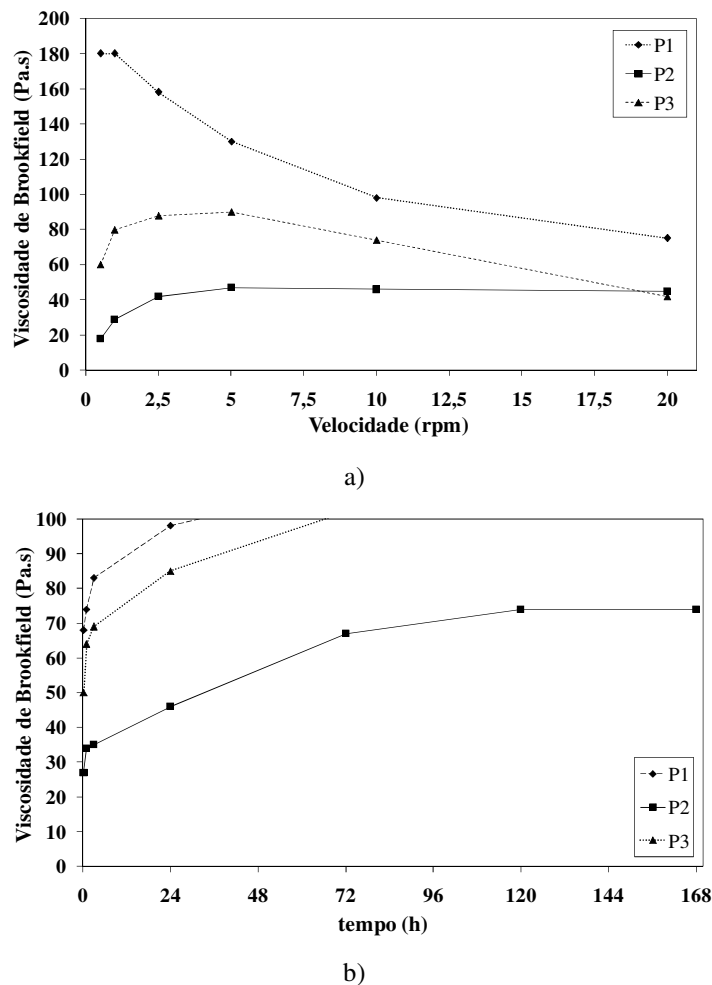 200
180
160
140
120
100
80
60
40
20
0
Viscosidade de Brookfield (Pa.s)
P1
P2
P3
0 2,5 5 7,5 10 12,5 15 17,5 20
Velocidade (rpm)
a)
100
90
80
70
60
50
40
30
20
10
0
Viscosidade de Brookfield (Pa.s)
P1
P2
P3
0 24 48 72 96 120 144 168
tempo (h)
b)